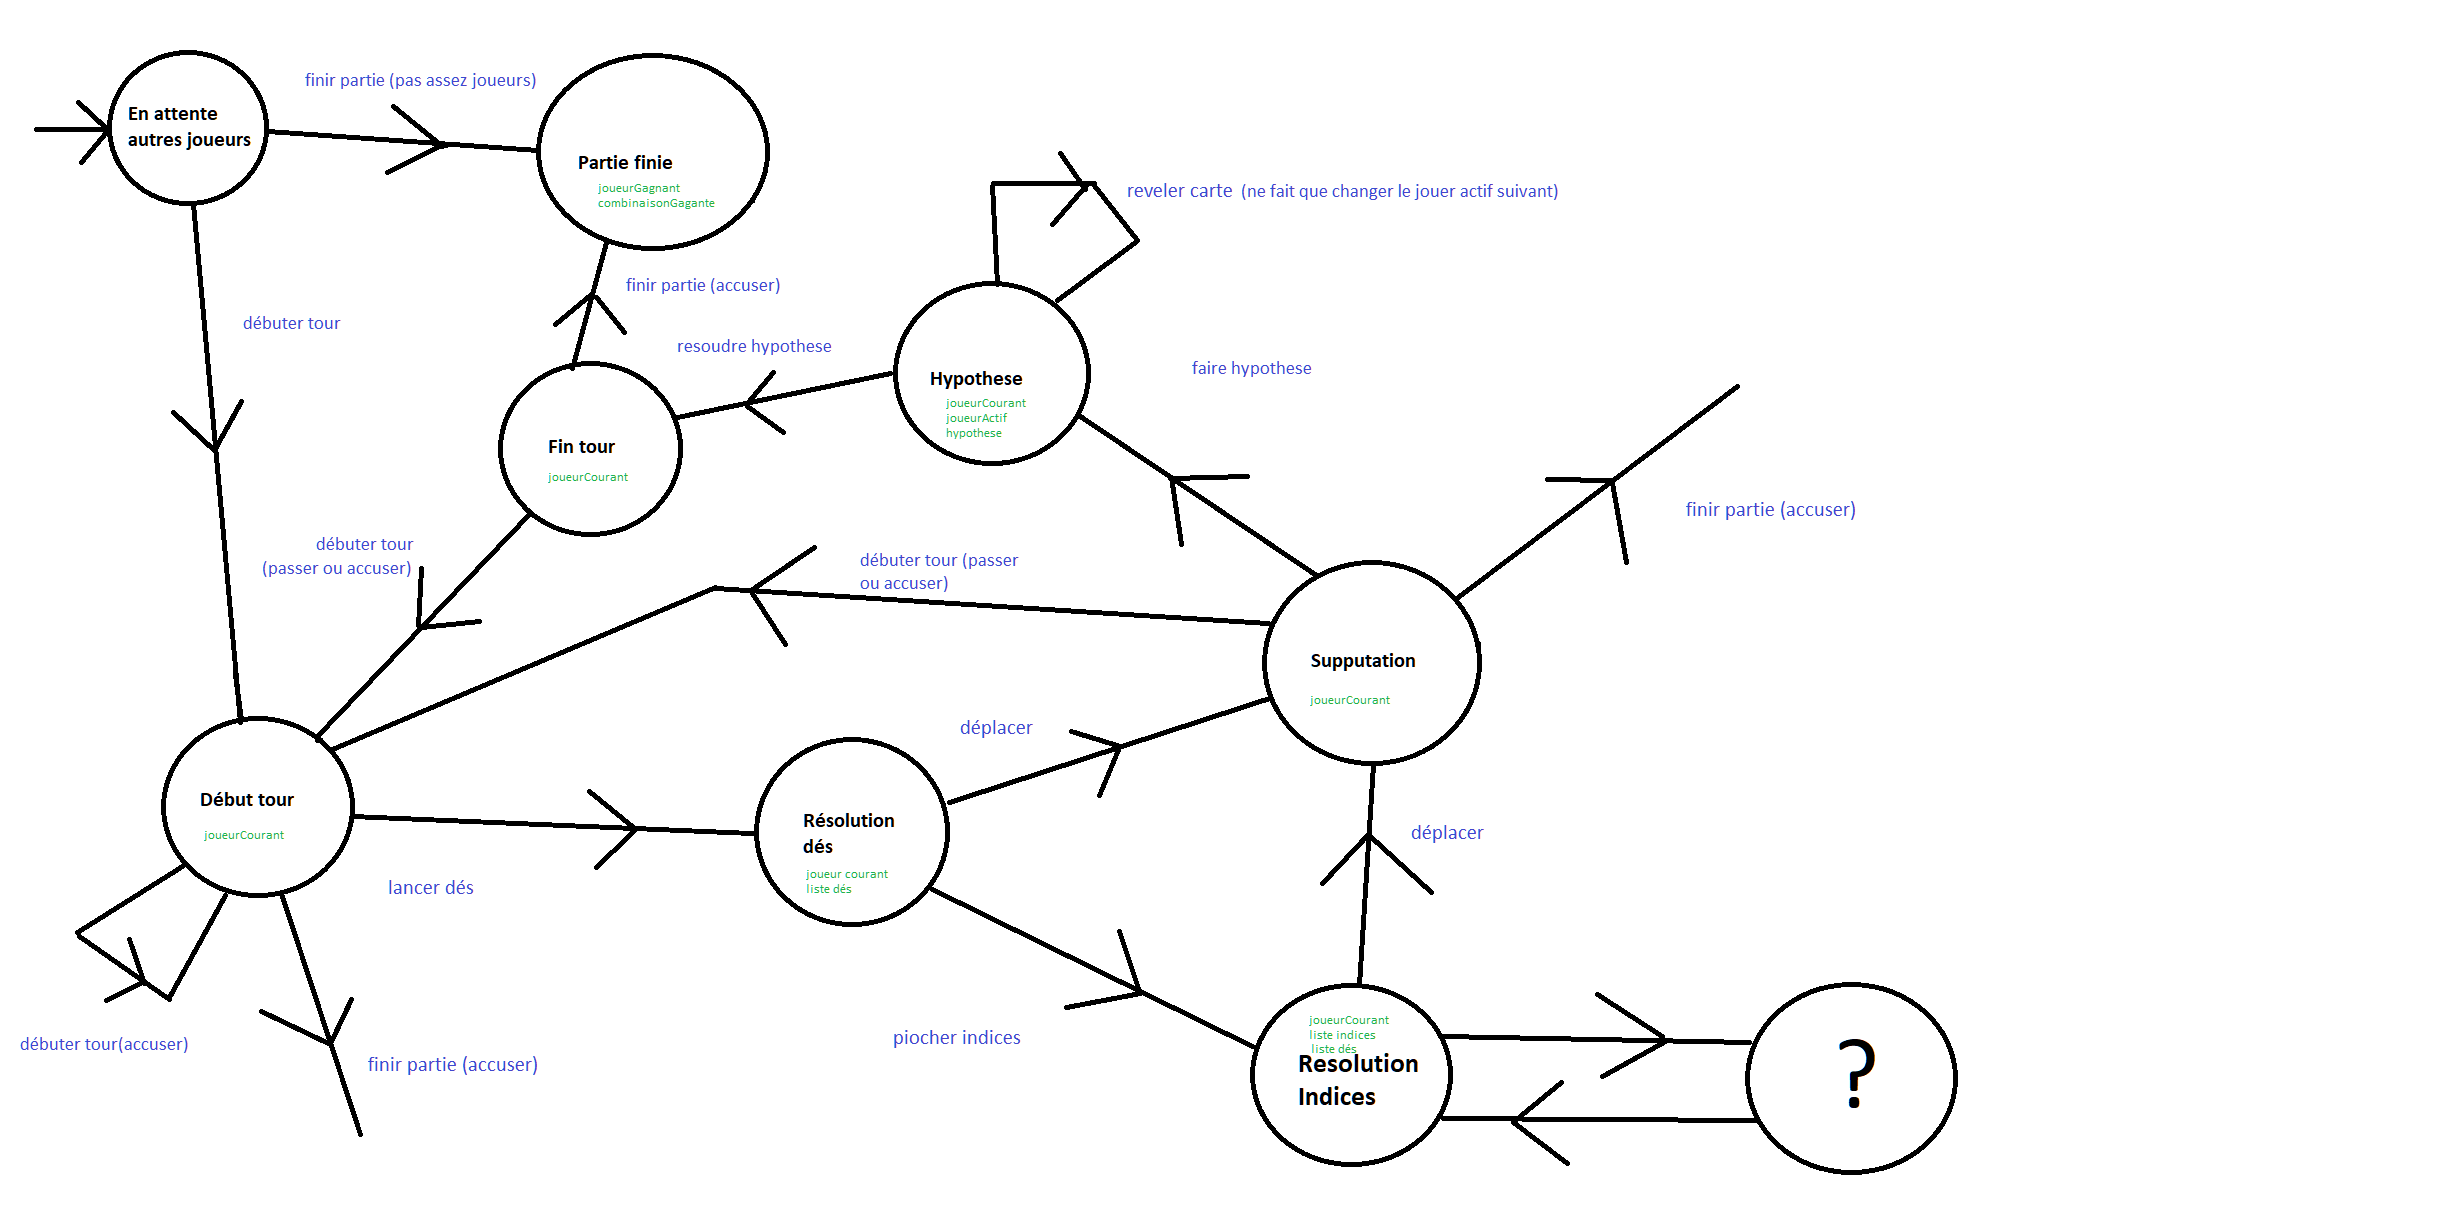 En attente
autres joueurs
finir partie (pas assez joueurs)
Partie finie
joueurGagnant
combinaisonGagante
reveler carte (ne fait que changer le jouer actif suivant)
finir partie (accuser)
débuter tour
resoudre hypothese
faire hypothese
Hypothese
joueurCourant
joueurActif
hypothese
Fin tour
joueurCourant
finir partie (accuser)
débuter tour
(passer ou accuser)
débuter tour (passer
ou accuser)
Supputation
joueurCourant
déplacer
Début tour
joueurCourant
Résolution
dés
joueur courant
liste dés
déplacer
lancer dés
débuter tour(accuser)
finir partie (accuser)
piocher indices
joueurCourant
liste indices
liste dés
Resolution
Indices
?